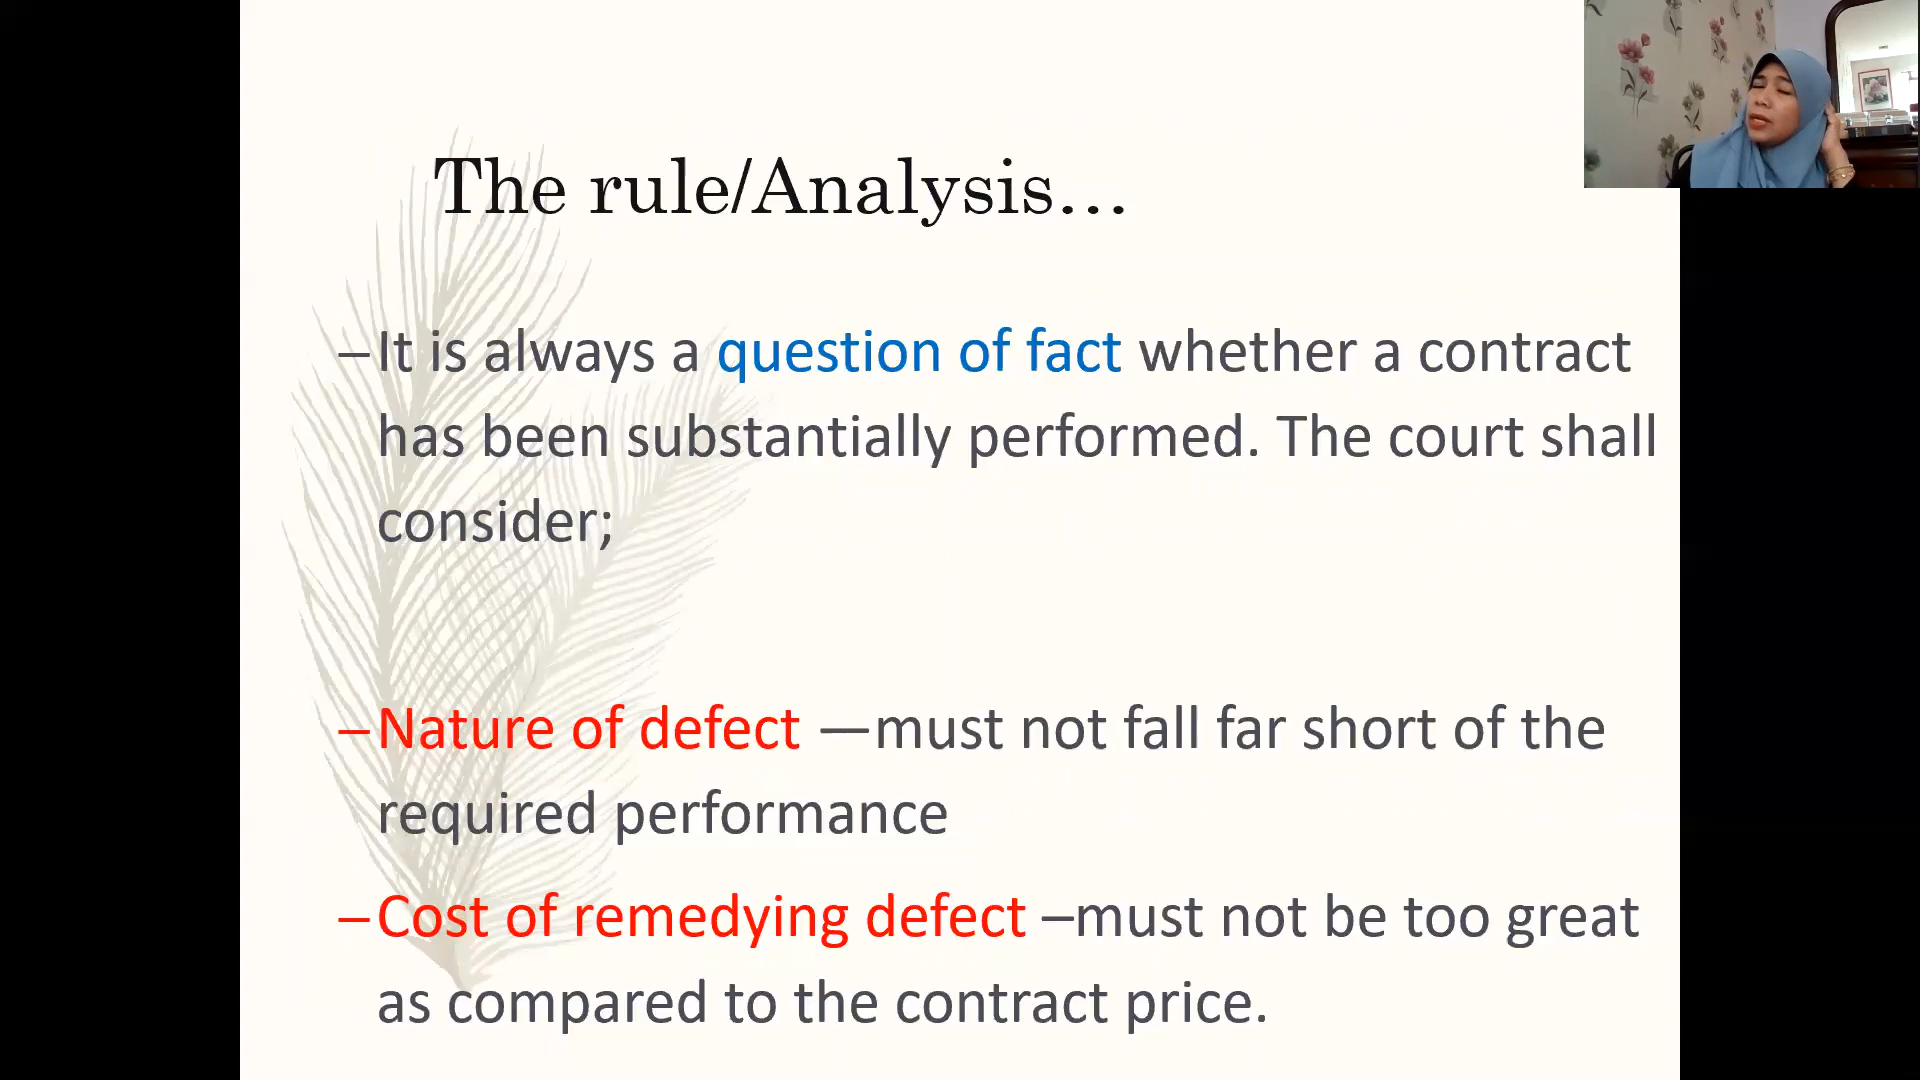 The rule/Analysis…
–It is always a question of fact whether a contract
has been substantially performed. The court shall
consider;
–Nature of defect —must not fall far short of the
required performance
–Cost of remedying defect –must not be too great
as compared to the contract price.